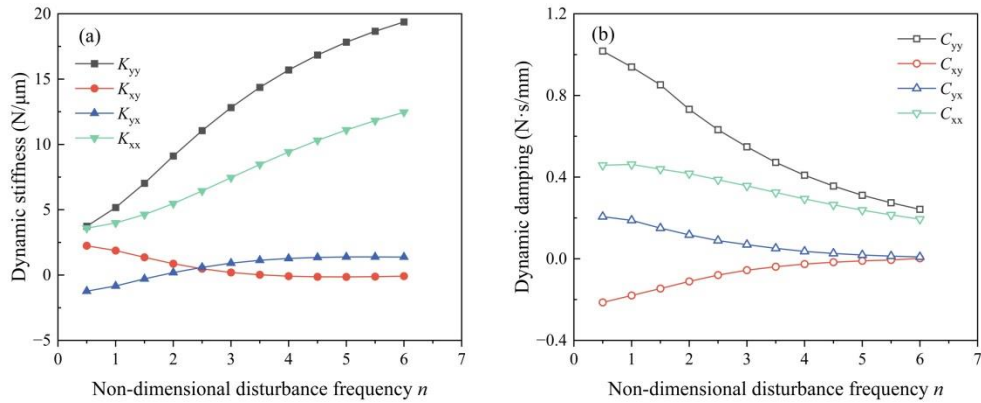 (a)
K_yy
K_xy
K_yx
K_xx
Dynamic stiffness (N/μm)
20
15
10
5
0
−5
0 1 2 3 4 5 6 7
Non-dimensional disturbance frequency n
(b)
C_yy
C_xy
C_yx
C_xx
Dynamic damping (N·s/mm)
1.2
0.8
0.4
0.0
−0.4
0 1 2 3 4 5 6 7
Non-dimensional disturbance frequency n